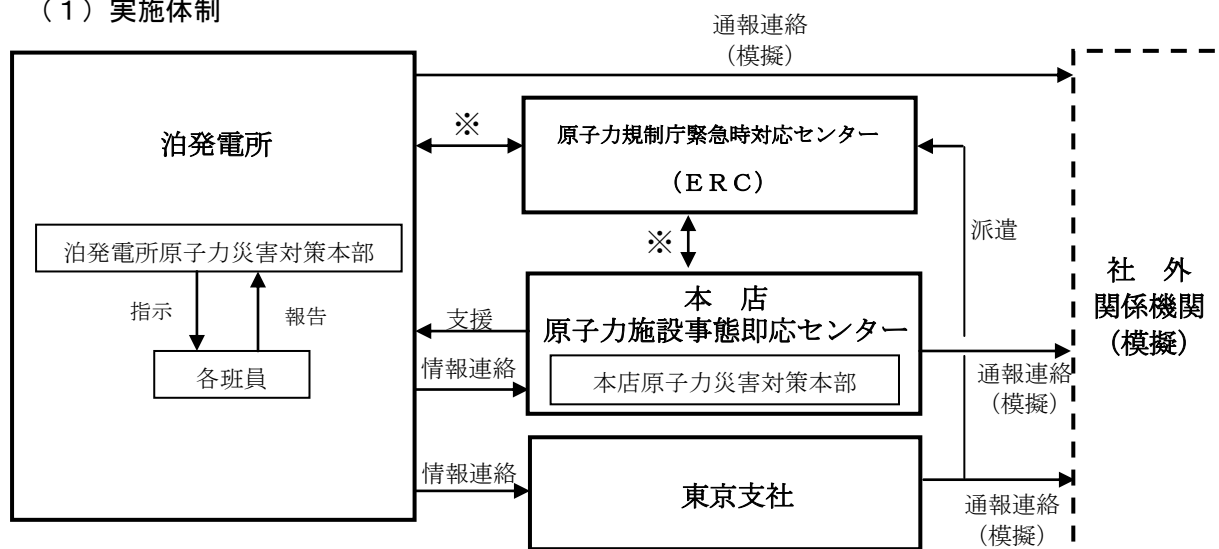 （１）実施体制
通報連絡
（模擬）
泊発電所
※
原子力規制庁緊急時対応センター
（ＥＲＣ）
泊発電所原子力災害対策本部
指示
報告
各班員
※
派遣
支援
情報連絡
本　店
原子力施設事態即応センター
本店原子力災害対策本部
通報連絡
（模擬）
社　外
関係機関
（模擬）
情報連絡
東京支社
通報連絡
（模擬）